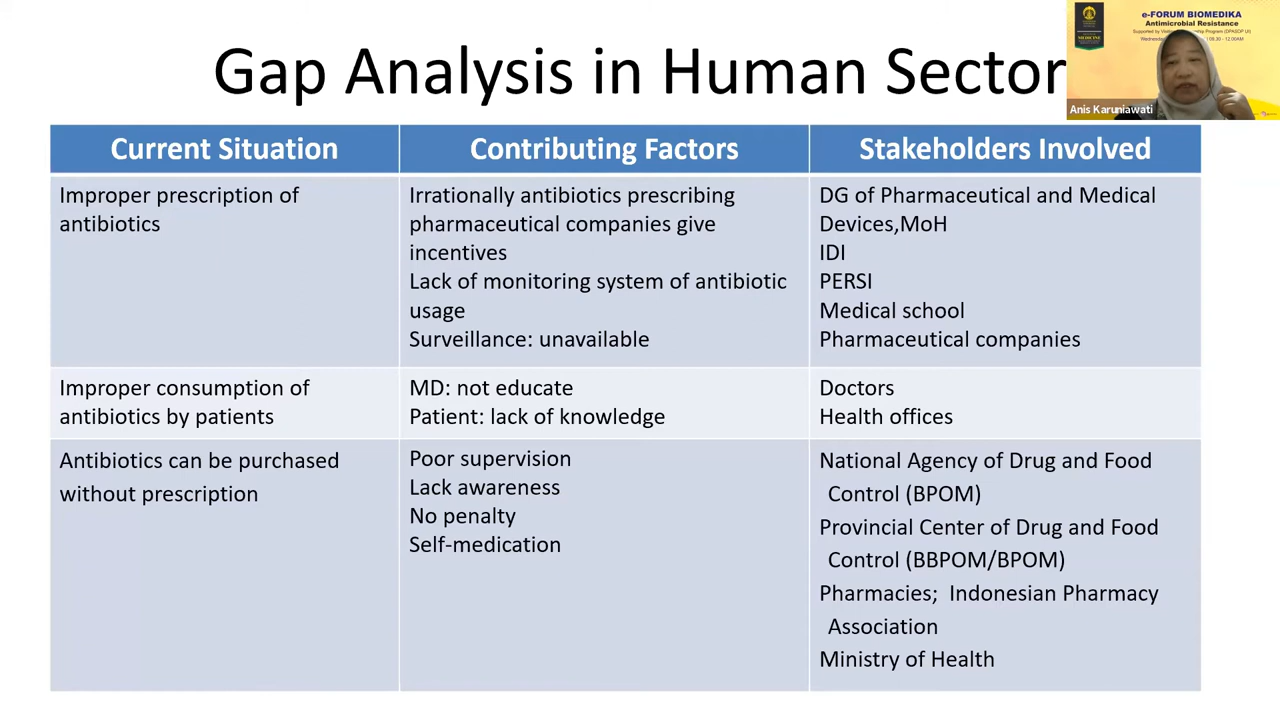 Gap Analysis in Human Sector
e-FORUM BIOMEDIKA
Antimicrobial Resistance
Anis Karuniawati
Current Situation
Contributing Factors
Stakeholders Involved
Improper prescription of
antibiotics
Irrationally antibiotics prescribing
pharmaceutical companies give
incentives
Lack of monitoring system of antibiotic
usage
Surveillance: unavailable
DG of Pharmaceutical and Medical
Devices,MoH
IDI
PERSI
Medical school
Pharmaceutical companies
Improper consumption of
antibiotics by patients
MD: not educate
Patient: lack of knowledge
Doctors
Health offices
Antibiotics can be purchased
without prescription
Poor supervision
Lack awareness
No penalty
Self-medication
National Agency of Drug and Food
Control (BPOM)
Provincial Center of Drug and Food
Control (BBPOM/BPOM)
Pharmacies; Indonesian Pharmacy
Association
Ministry of Health